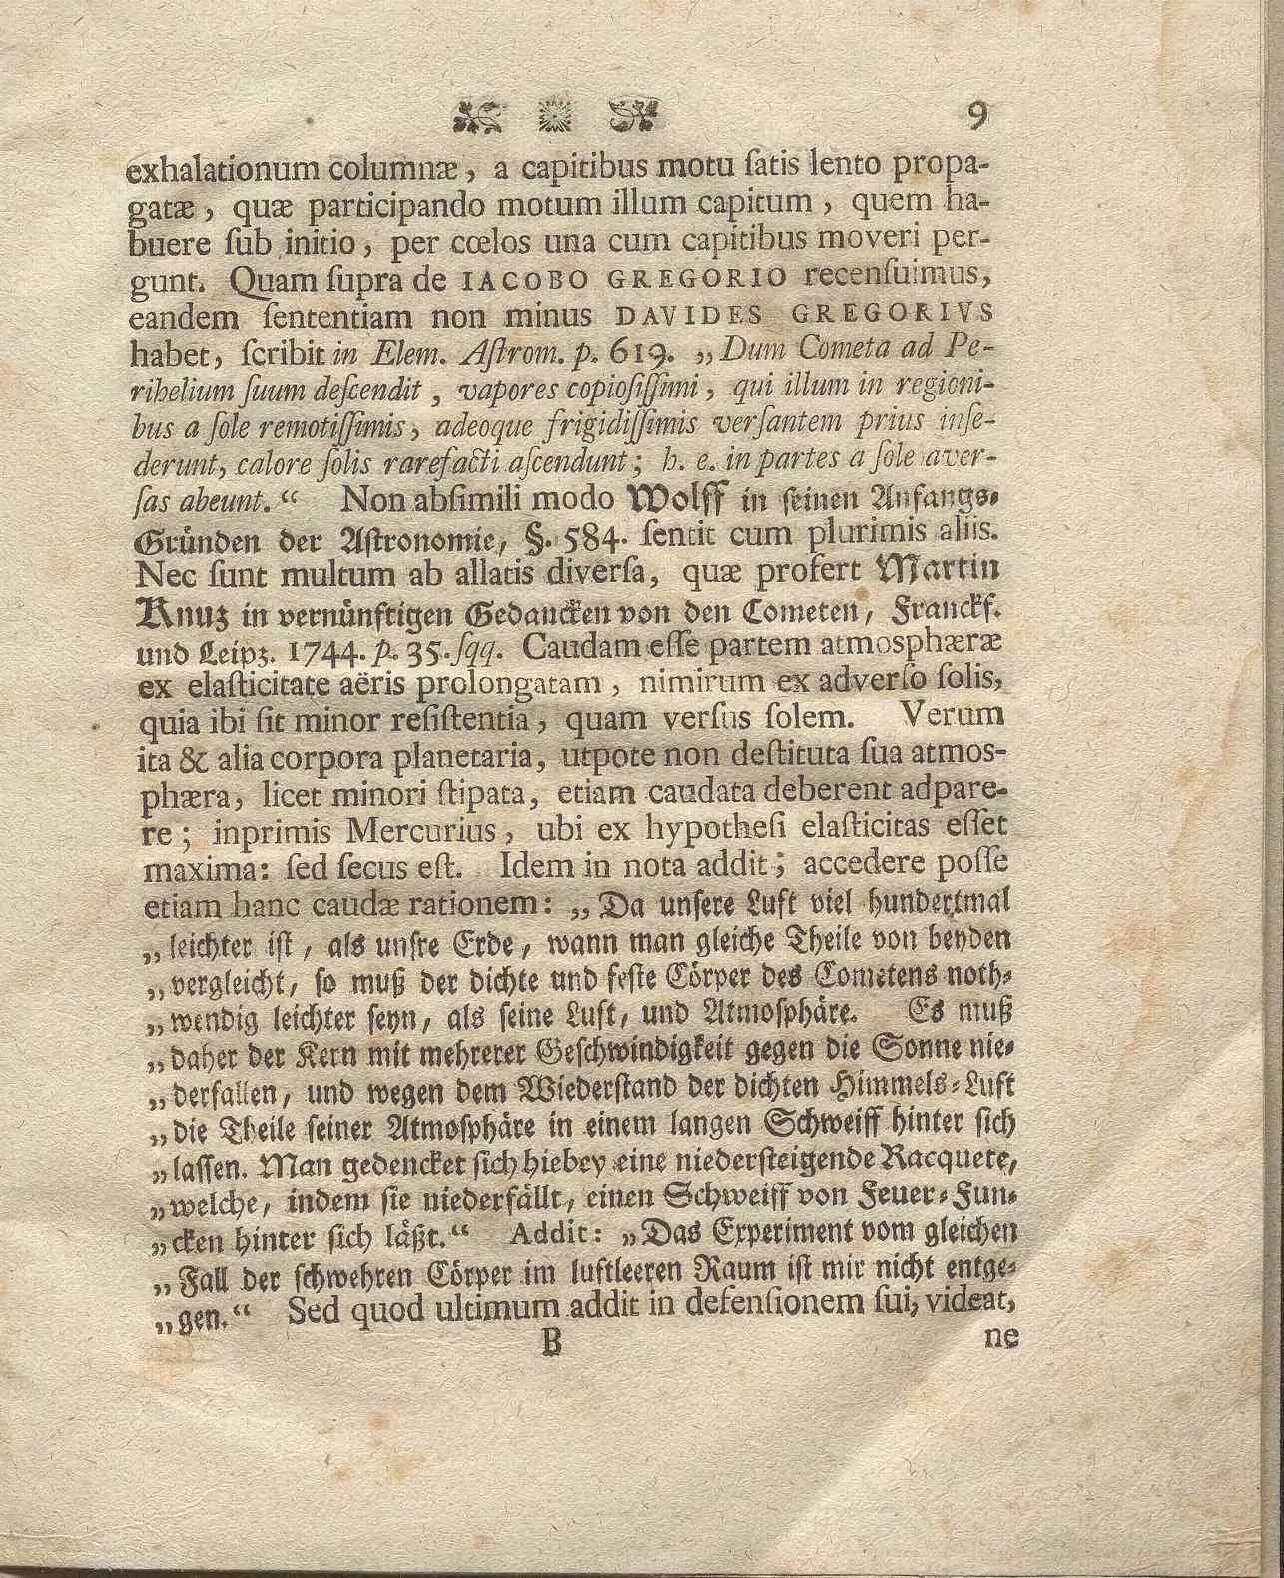 9
exhalationum columnæ, a capitibus motu ſatis lento propa-
gatæ, quæ participando motum illum capitum, quem ha-
buere ſub initio, per cœlos una cum capitibus moveri per-
gunt. Quam ſupra de IACOBO GREGORIO recenſuimus,
eandem ſententiam non minus DAVIDES GREGORIVS
habet, ſcribit in Elem. Aſtrom. p. 619. „Dum Cometa ad Pe-
rihelium ſuum deſcendit, vapores copioſiſſimi, qui illum in regioni-
bus a ſole remotiſſimis, adeoque frigidiſſimis verſantem prius inſe-
derunt, calore ſolis rarefacti aſcendunt; h. e. in partes a ſole aver-
ſas abeunt.“ Non abſimili modo Wolff in ſeinen Anfangs-
Gründen der Aſtronomie, §. 584. ſentit cum plurimis aliis.
Nec ſunt multum ab allatis diverſa, quæ profert Martin
Knuz in vernünftigen Gedancken von den Cometen, Franckf.
und Leipz. 1744. p. 35. ſqq. Caudam eſſe partem atmosphæræ
ex elaſticitate aëris prolongatam, nimirum ex adverſo ſolis,
quia ibi ſit minor reſiſtentia, quam verſus ſolem. Verum
ita & alia corpora planetaria, utpote non deſtituta ſua atmos-
phæra, licet minori ſtipata, etiam caudata deberent adpare-
re; inprimis Mercurius, ubi ex hypotheſi elaſticitas eſſet
maxima: ſed ſecus eſt. Idem in nota addit; accedere poſſe
etiam hanc caudæ rationem: „Da unſere Luft viel hundertmal
„leichter iſt, als unſre Erde, wann man gleiche Theile von beyden
„vergleicht, ſo muß der dichte und feſte Cörper des Cometens noth-
„wendig leichter ſeyn, als ſeine Luft, und Atmoſphäre. Es muß
„daher der Kern mit mehrerer Geſchwindigkeit gegen die Sonne nie-
„derfallen, und wegen dem Wiederſtand der dichten Himmels-Luft
„die Theile ſeiner Atmoſphäre in einem langen Schweiff hinter ſich
„laſſen. Man gedencket ſich hiebey eine niederſteigende Racquete,
„welche, indem ſie niederfällt, einen Schweiff von Feuer-Fun-
„cken hinter ſich läßt.“ Addit: „Das Experiment vom gleichen
„Fall der ſchwehren Cörper im luftleeren Raum iſt mir nicht entge-
„gen.“ Sed quod ultimum addit in defenſionem ſui, videat,
B
ne